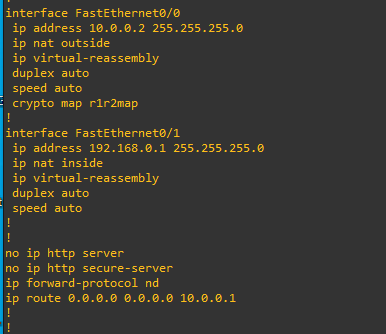 interface FastEthernet0/0
ip address 10.0.0.2 255.255.255.0
ip nat outside
ip virtual-reassembly
duplex auto
speed auto
crypto map r1r2map
!
interface FastEthernet0/1
ip address 192.168.0.1 255.255.255.0
ip nat inside
ip virtual-reassembly
duplex auto
speed auto
!
!
no ip http server
no ip http secure-server
ip forward-protocol nd
ip route 0.0.0.0 0.0.0.0 10.0.0.1
!
!